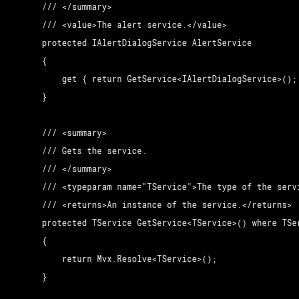 /// </summary>
/// <value>The alert service.</value>
protected IAlertDialogService AlertService
{
get { return GetService<IAlertDialogService>();
}
/// <summary>
/// Gets the service.
/// </summary>
/// <typeparam name="TService">The type of the servi
/// <returns>An instance of the service.</returns>
protected TService GetService<TService>() where TSer
{
return Mvx.Resolve<TService>();
}